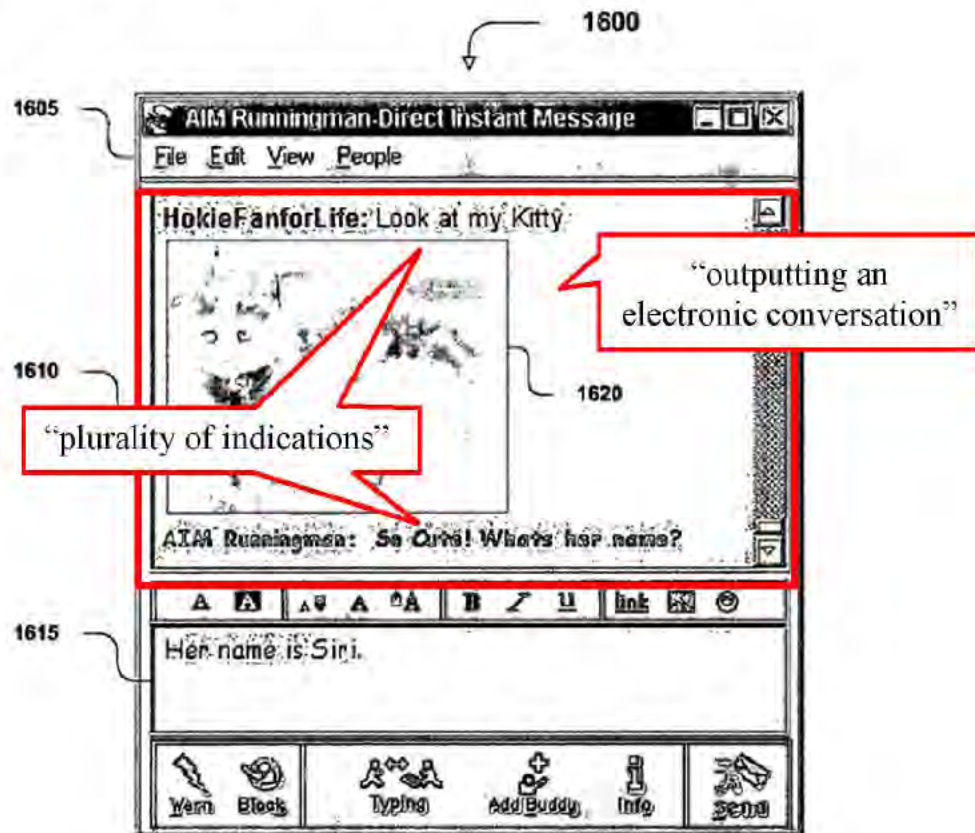 1600
1605
AIM Runningman-Direct Instant Message
File Edit View People
HokieFanforLife: Look at my Kitty
“outputting an
electronic conversation”
1610
1620
“plurality of indications”
AIM Runningman: So Cute! Whats her name?
A A A A A B I U link
1615
Her name is Siri.
Warn Block Typing Add Buddy Info Send